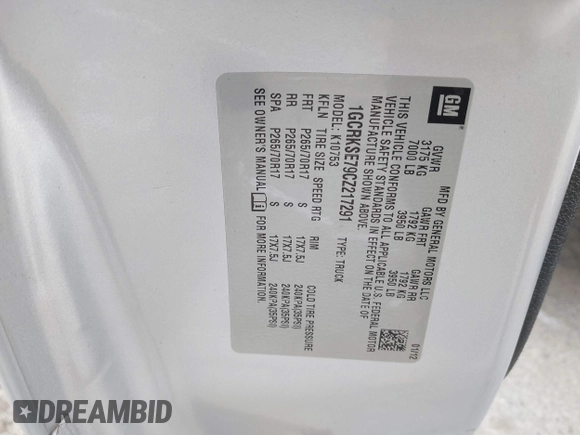 GM
MFD BY GENERAL MOTORS LLC
01/12
GVWR GAWR FRT GAWR RR
3175 KG 1792 KG 1792 KG
7000 LB 3950 LB 3950 LB
THIS VEHICLE CONFORMS TO ALL APPLICABLE U.S. FEDERAL MOTOR
VEHICLE SAFETY STANDARDS IN EFFECT ON THE DATE OF
MANUFACTURE SHOWN ABOVE.
1GCRKSE79CZ217291 TYPE: TRUCK
MODEL: K10753
KFLN TIRE SIZE SPEED RTG RIM COLD TIRE PRESSURE
FRT P265/70R17 S 17X7.5J 240KPA(35PSI)
RR P265/70R17 S 17X7.5J 240KPA(35PSI)
SPA P265/70R17 S 17X7.5J 240KPA(35PSI)
SEE OWNER'S MANUAL i FOR MORE INFORMATION.
DREAMBID